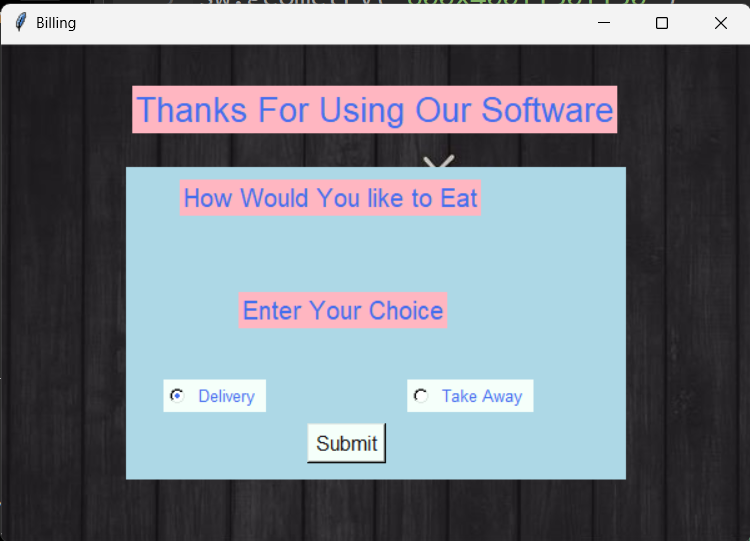 Billing
Thanks For Using Our Software
How Would You like to Eat
Enter Your Choice
Delivery
Take Away
Submit